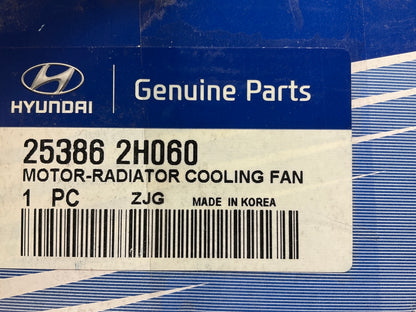 HYUNDAI
Genuine Parts
25386 2H060
MOTOR-RADIATOR COOLING FAN
1 PC ZJG MADE IN KOREA